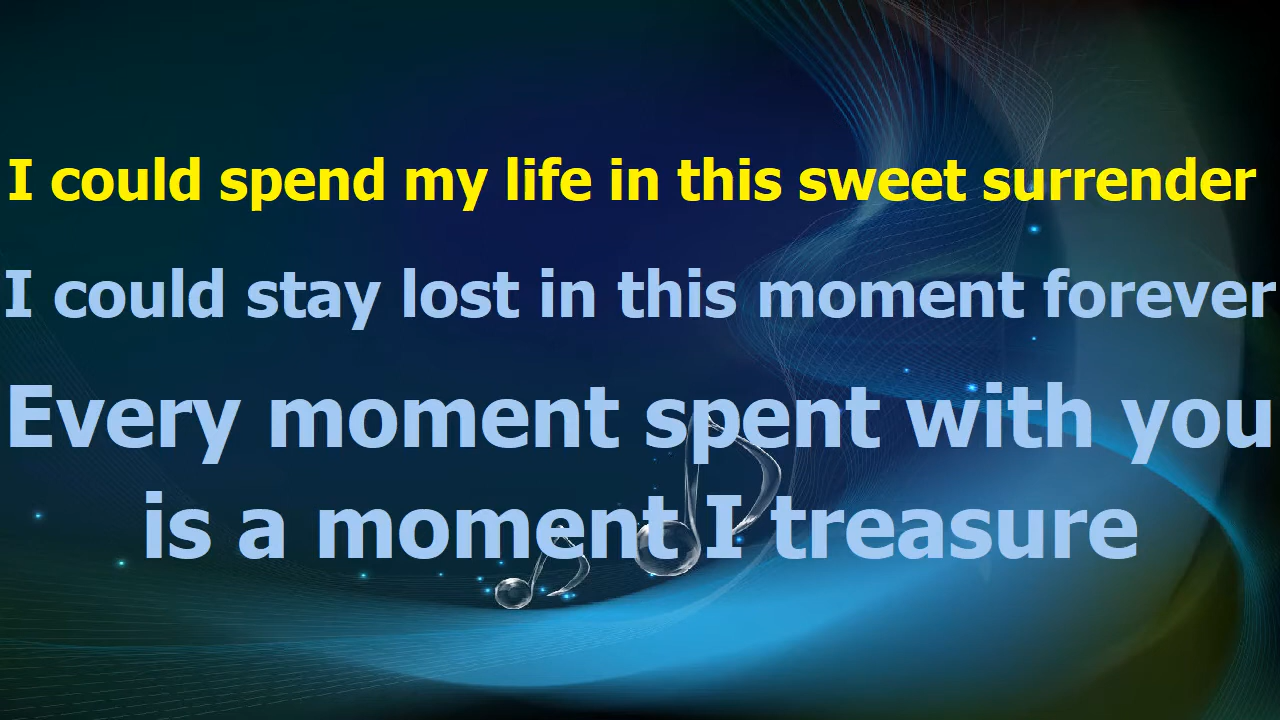 I could spend my life in this sweet surrender
I could stay lost in this moment forever
Every moment spent with you
is a moment I treasure